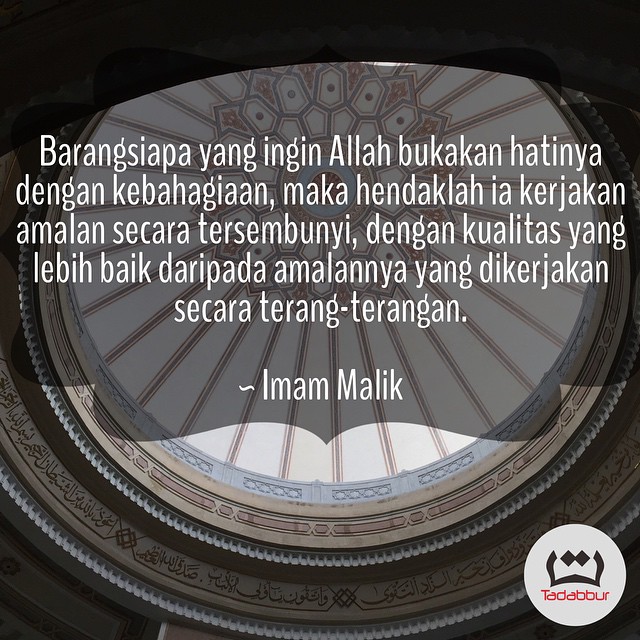 Barangsiapa yang ingin Allah bukakan hatinya
dengan kebahagiaan, maka hendaklah ia kerjakan
amalan secara tersembunyi, dengan kualitas yang
lebih baik daripada amalannya yang dikerjakan
secara terang-terangan.
~ Imam Malik
Tadabbur